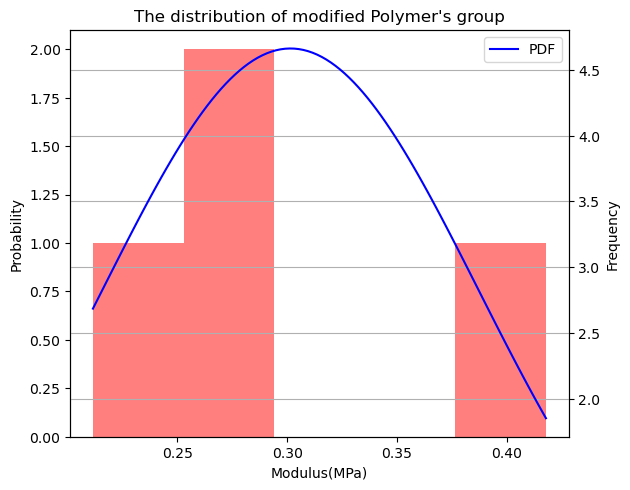 The distribution of modified Polymer's group
PDF
Probability
2.00
1.75
1.50
1.25
1.00
0.75
0.50
0.25
0.00
4.5
4.0
3.5
3.0
2.5
2.0
Frequency
0.25 0.30 0.35 0.40
Modulus(MPa)